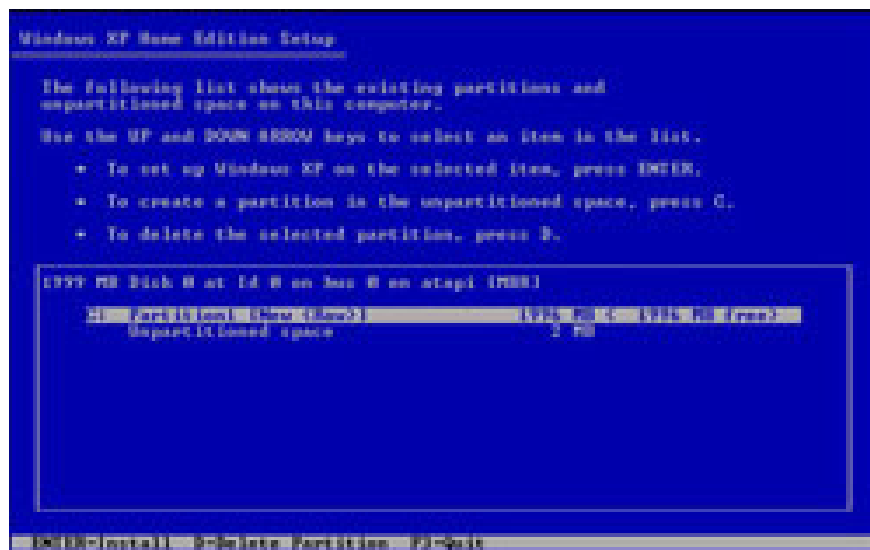 Windows XP Home Edition Setup
The following list shows the existing partitions and
unpartitioned space on this computer.
Use the UP and DOWN ARROW keys to select an item in the list.
• To set up Windows XP on the selected item, press ENTER.
• To create a partition in the unpartitioned space, press C.
• To delete the selected partition, press D.
MB Disk 0 at Id 0 on bus 0 on atapi [MBR]
C: Partition1 MB ( MB free)
Unpartitioned space 2 MB
ENTER=Install D=Delete Partition F3=Quit